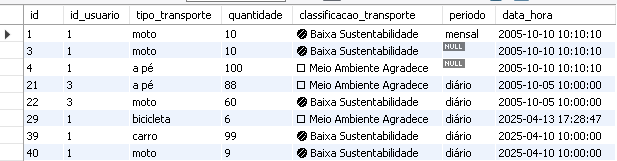 id id_usuario tipo_transporte quantidade classificacao_transporte periodo data_hora
1 1 moto 10 Baixa Sustentabilidade mensal 2005-10-10 10:10:10
3 1 moto 10 Baixa Sustentabilidade NULL 2005-10-10 10:10:10
4 1 a pé 100 Meio Ambiente Agradece NULL 2005-10-10 10:10:10
21 3 a pé 88 Meio Ambiente Agradece diário 2005-10-05 10:00:00
22 3 moto 60 Baixa Sustentabilidade diário 2005-10-05 10:00:00
29 1 bicicleta 6 Meio Ambiente Agradece diário 2025-04-13 17:28:47
39 1 carro 99 Baixa Sustentabilidade diário 2025-04-10 10:00:00
40 1 moto 9 Baixa Sustentabilidade diário 2025-04-10 10:00:00